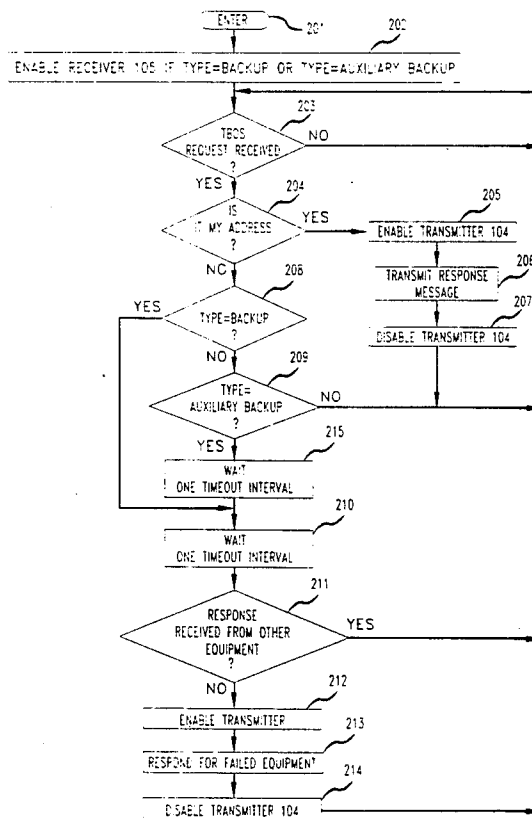 ENTER
201
202
ENABLE RECEIVER 105 IF TYPE=BACKUP OR TYPE=AUXILIARY BACKUP
203
TBOS
REQUEST RECEIVED
?
NO
YES
204
IS
IT MY ADDRESS
?
YES
205
ENABLE TRANSMITTER 104
NO
206
TRANSMIT RESPONSE
MESSAGE
208
207
YES
TYPE=BACKUP
?
DISABLE TRANSMITTER 104
NO
209
TYPE=
AUXILIARY BACKUP
?
NO
YES
215
WAIT
ONE TIMEOUT INTERVAL
210
WAIT
ONE TIMEOUT INTERVAL
211
RESPONSE
RECEIVED FROM OTHER
EQUIPMENT
?
YES
NO
212
ENABLE TRANSMITTER
213
RESPOND FOR FAILED EQUIPMENT
214
DISABLE TRANSMITTER 104